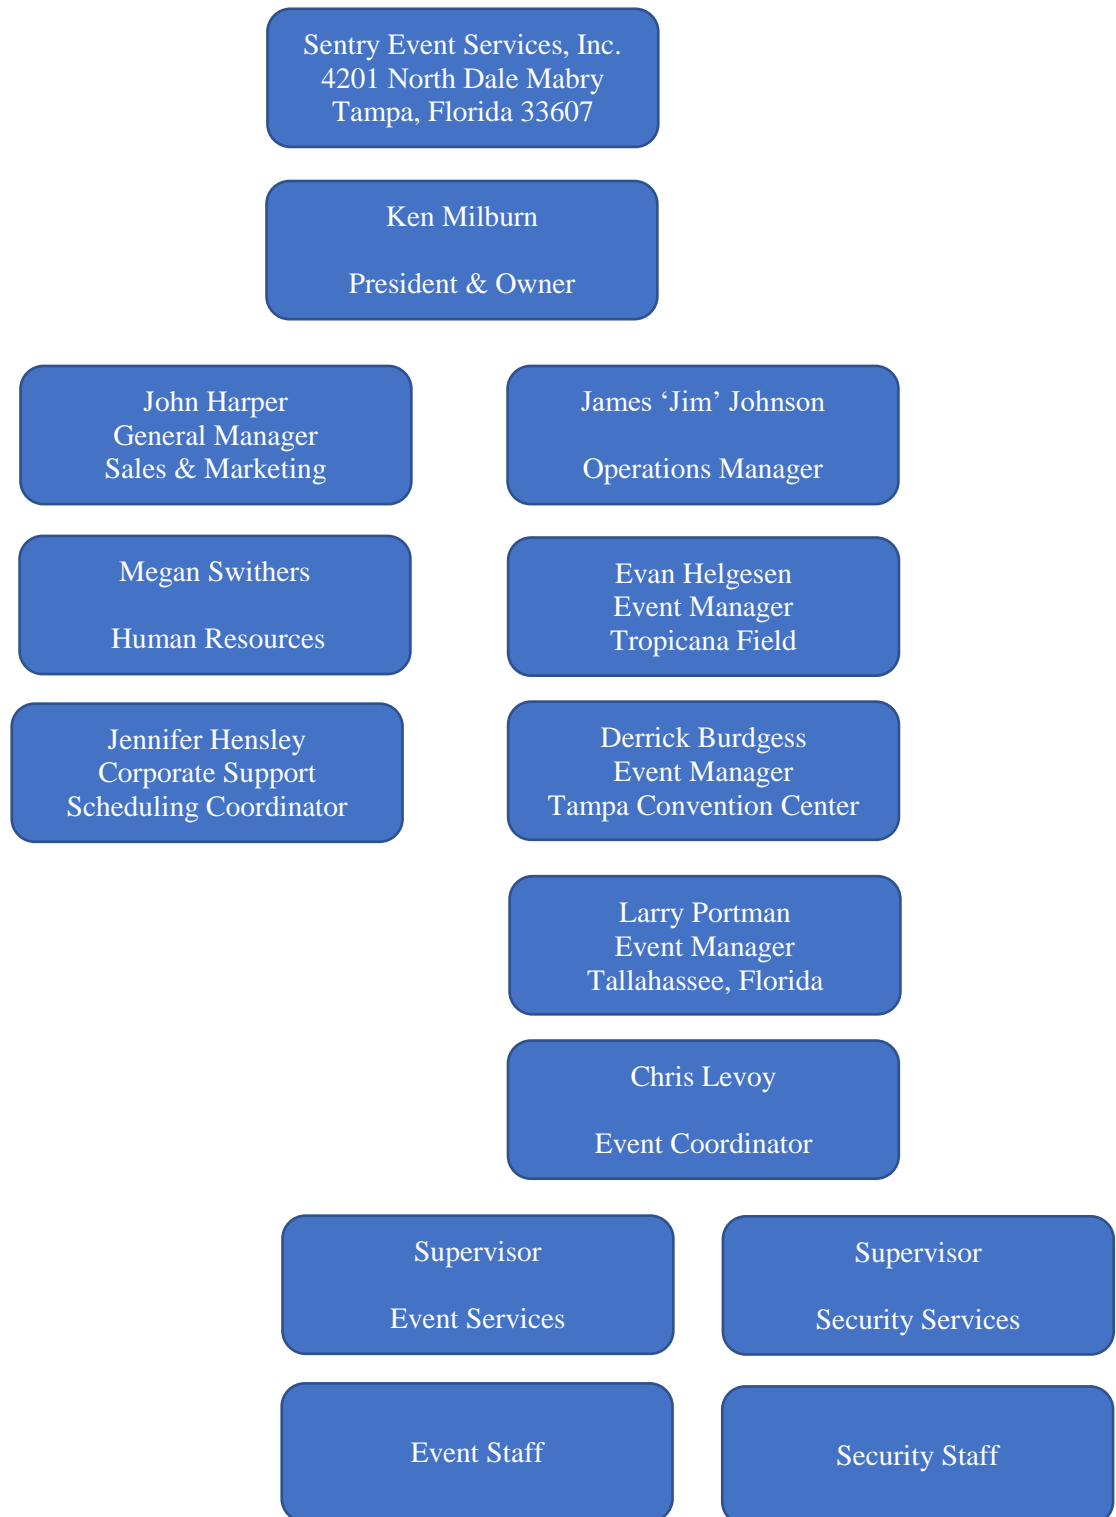 Sentry Event Services, Inc.
4201 North Dale Mabry
Tampa, Florida 33607
Ken Milburn
President & Owner
John Harper
General Manager
Sales & Marketing
James ‘Jim’ Johnson
Operations Manager
Megan Swithers
Human Resources
Evan Helgesen
Event Manager
Tropicana Field
Jennifer Hensley
Corporate Support
Scheduling Coordinator
Derrick Burdgess
Event Manager
Tampa Convention Center
Larry Portman
Event Manager
Tallahassee, Florida
Chris Levoy
Event Coordinator
Supervisor
Event Services
Supervisor
Security Services
Event Staff
Security Staff